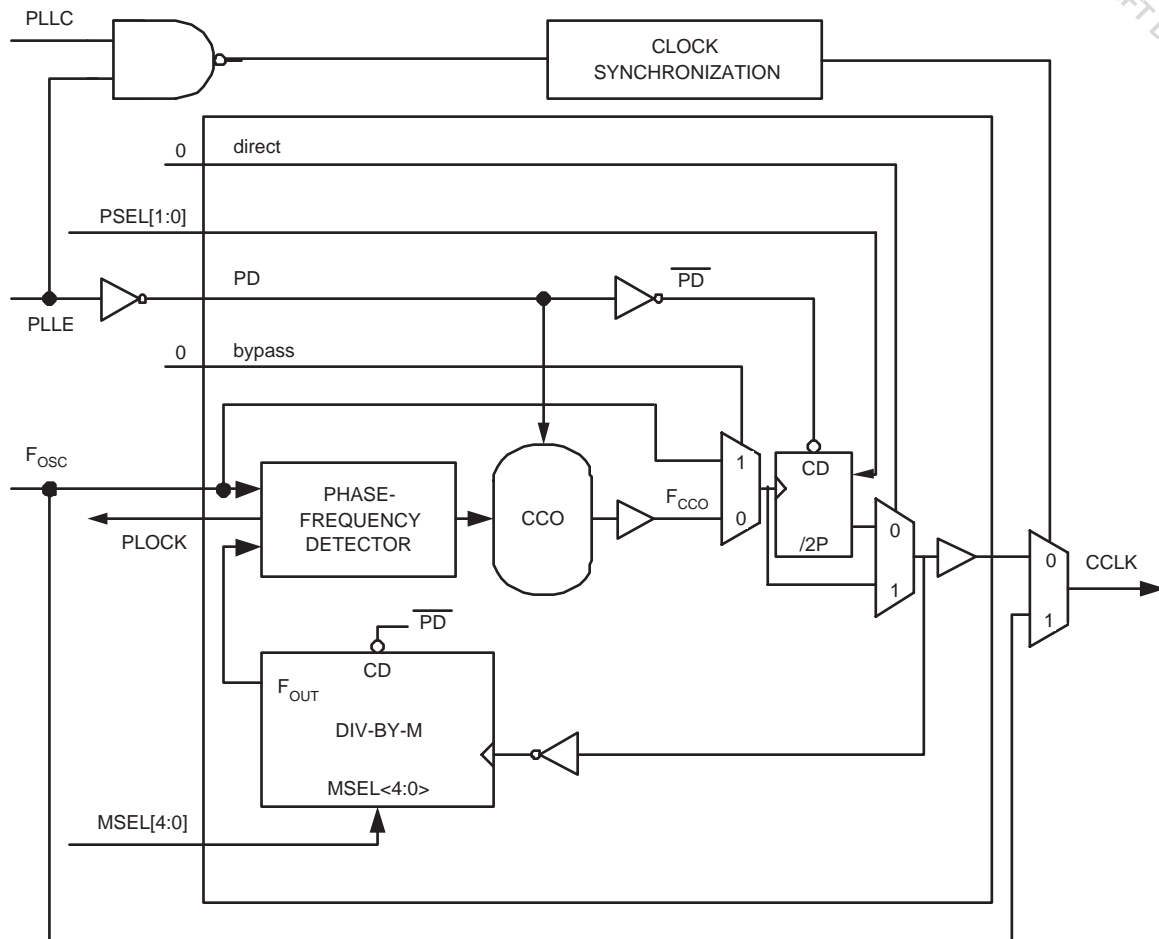 PLLC
CLOCK
SYNCHRONIZATION
0 direct
PSEL[1:0]
PD
PD
PLLE
0 bypass
FOSC
1
CD
PHASE-
FREQUENCY
DETECTOR
CCO
FCCO
0
/2P
0
1
PLOCK
0
1
CCLK
PD
CD
FOUT
DIV-BY-M
MSEL<4:0>
MSEL[4:0]